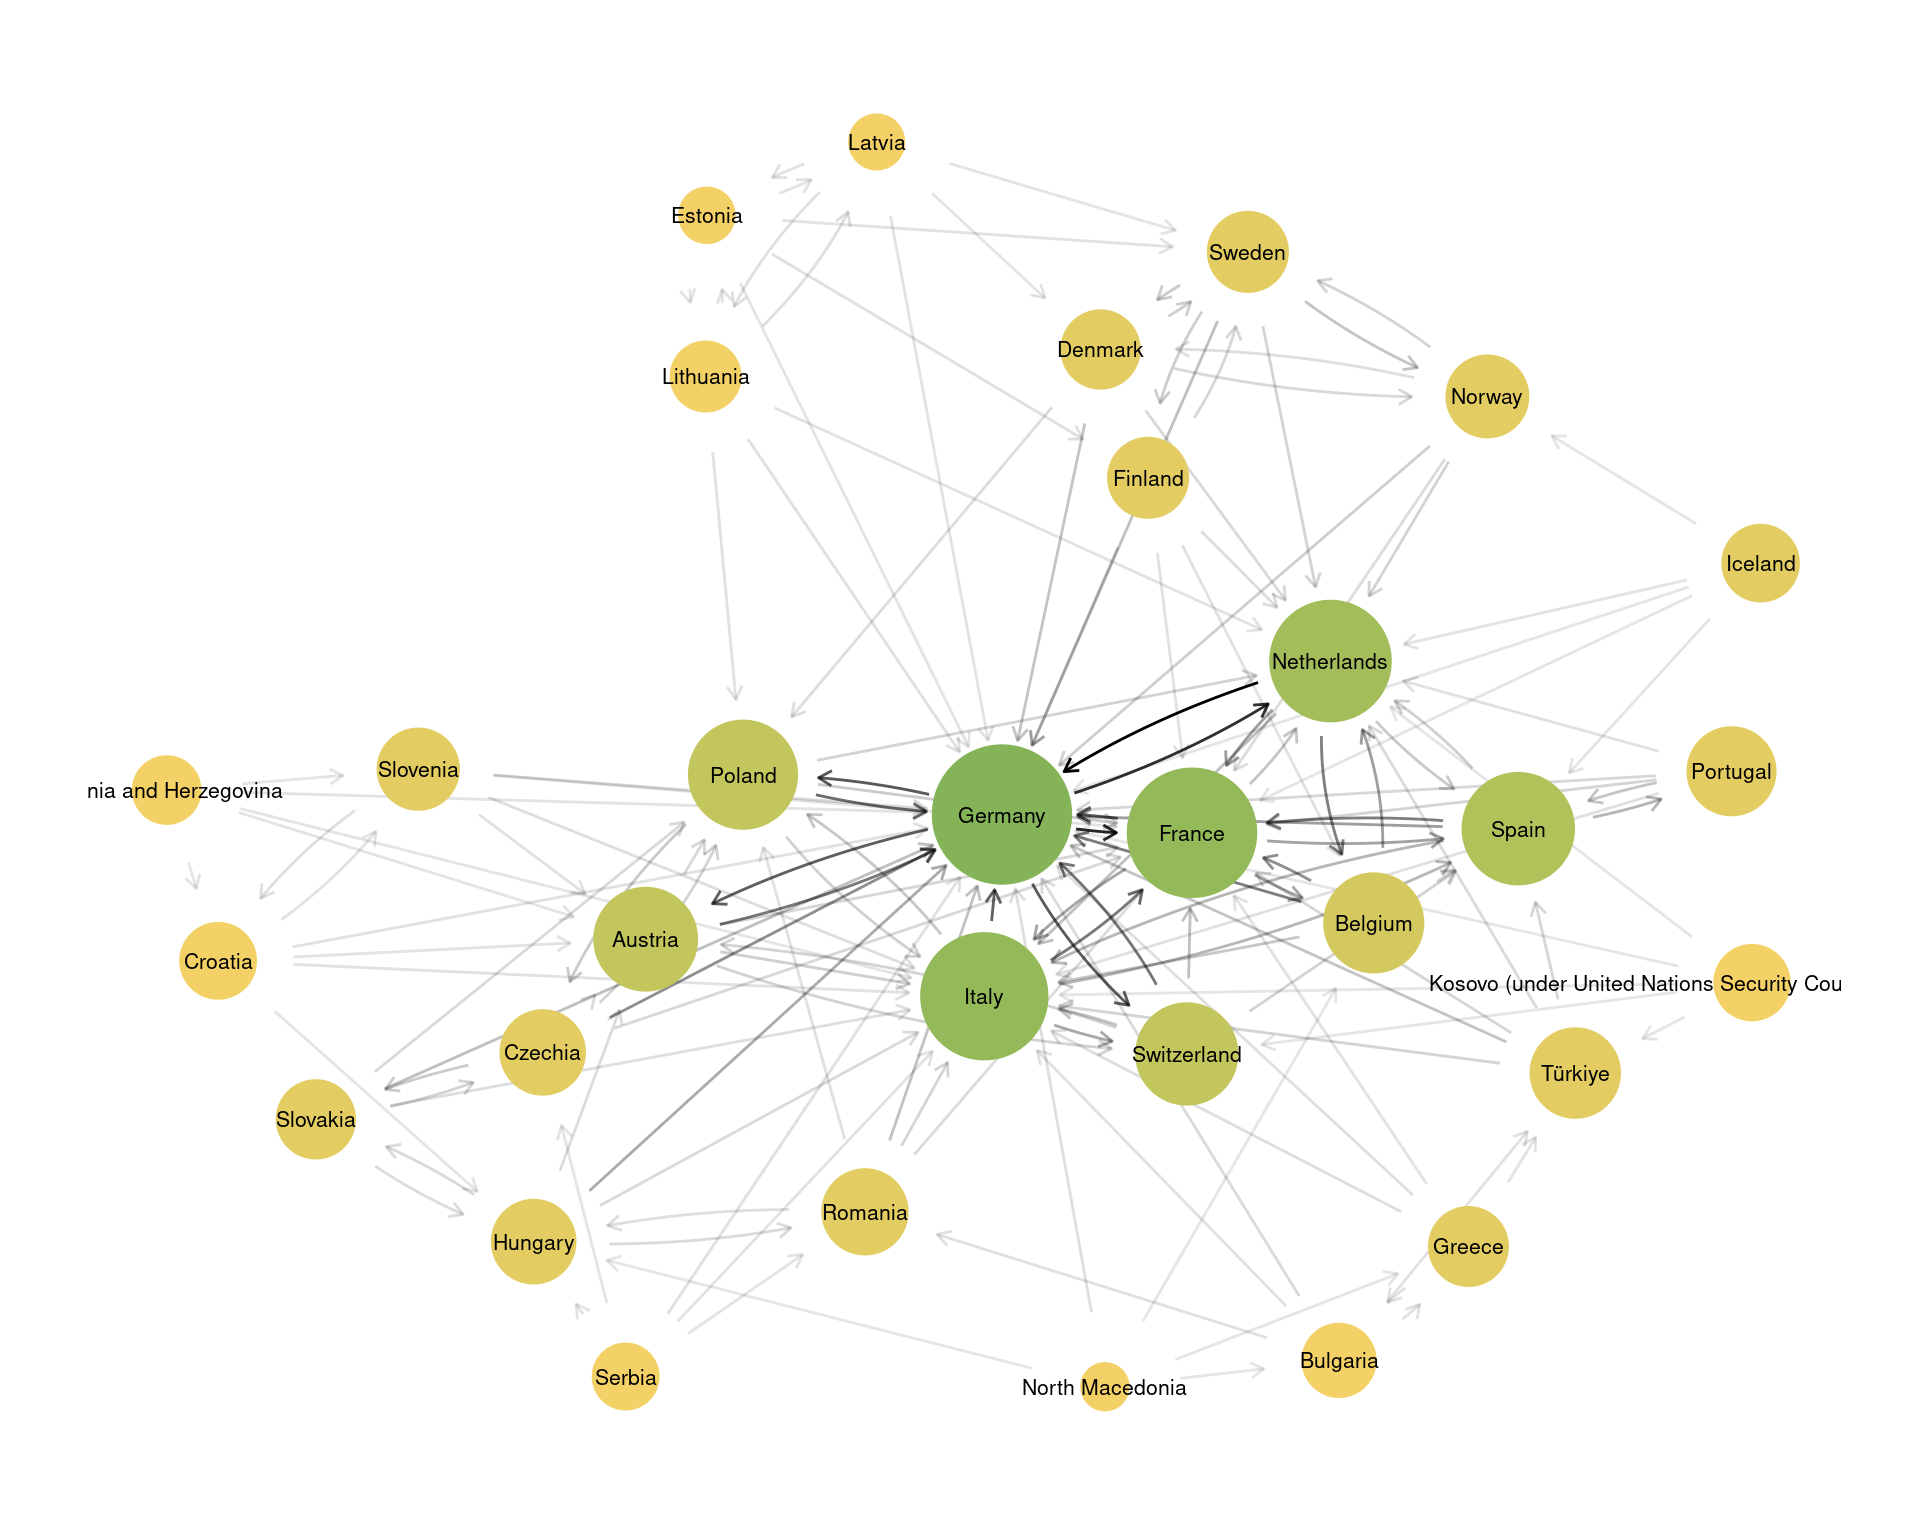 Latvia
Estonia
Sweden
Denmark
Lithuania
Norway
Finland
Iceland
Netherlands
Slovenia
Portugal
Poland
nia and Herzegovina
Germany
France
Spain
Belgium
Austria
Croatia
Kosovo (under United Nations Security Cou
Italy
Czechia
Switzerland
Türkiye
Slovakia
Romania
Hungary
Greece
Bulgaria
Serbia
North Macedonia